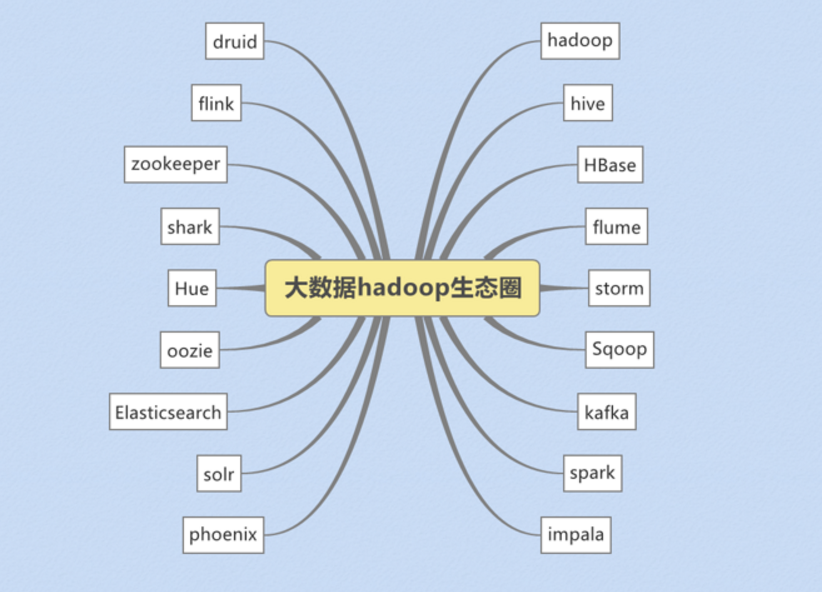 druid
flink
zookeeper
shark
Hue
oozie
Elasticsearch
solr
phoenix
大数据hadoop生态圈
hadoop
hive
HBase
flume
storm
Sqoop
kafka
spark
impala